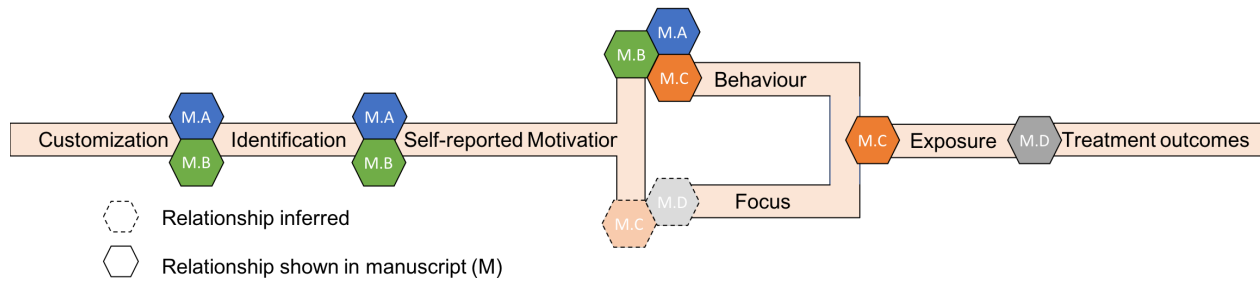 M.A
M.B
M.C
Behaviour
M.A
M.A
Customization
Identification
Self-reported Motivation
M.B
M.B
M.C
Exposure
M.D
Treatment outcomes
M.C
M.D
Focus
Relationship inferred
Relationship shown in manuscript (M)